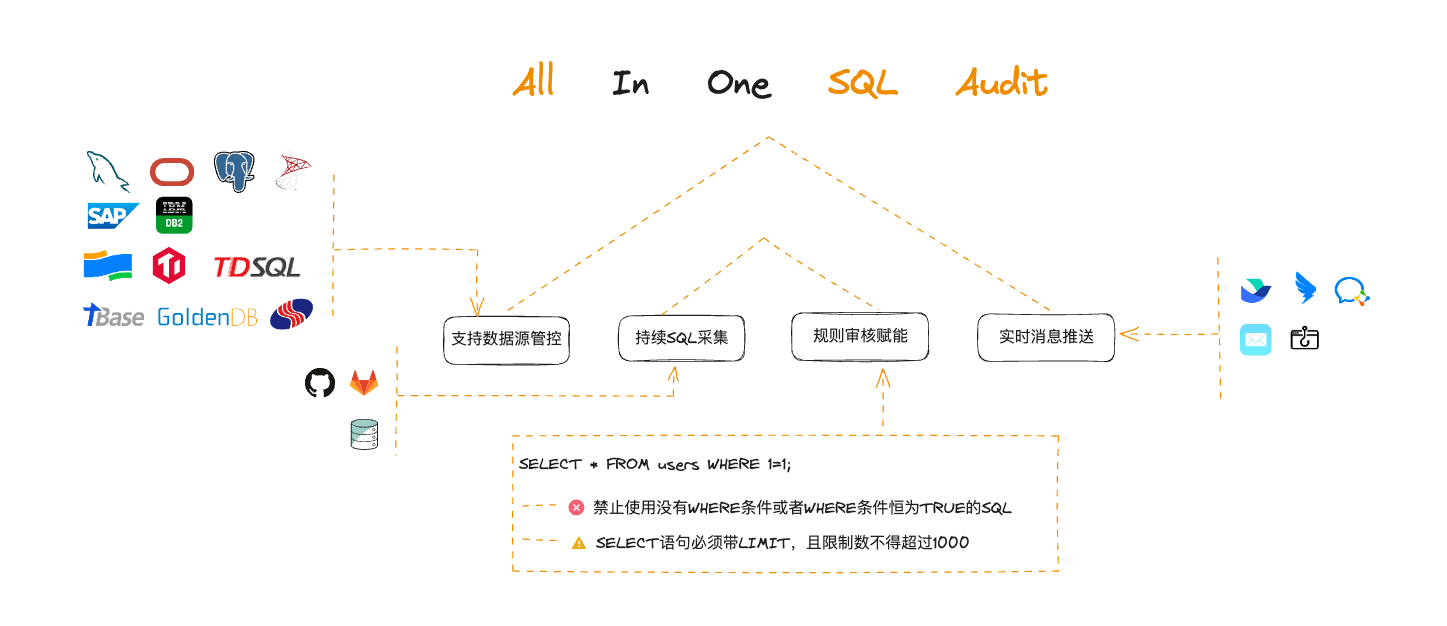 All In One SQL Audit
SAP
IBM
DB2
TDSQL
TBase
GoldenDB
支持数据源管控
持续SQL采集
规则审核赋能
实时消息推送
SELECT * FROM users WHERE 1=1;
禁止使用没有WHERE条件或者WHERE条件恒为TRUE的SQL
SELECT语句必须带LIMIT，且限制数不得超过1000